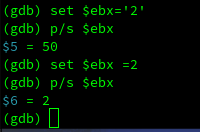 (gdb) set $ebx='2'
(gdb) p/s $ebx
$5 = 50
(gdb) set $ebx =2
(gdb) p/s $ebx
$6 = 2
(gdb)